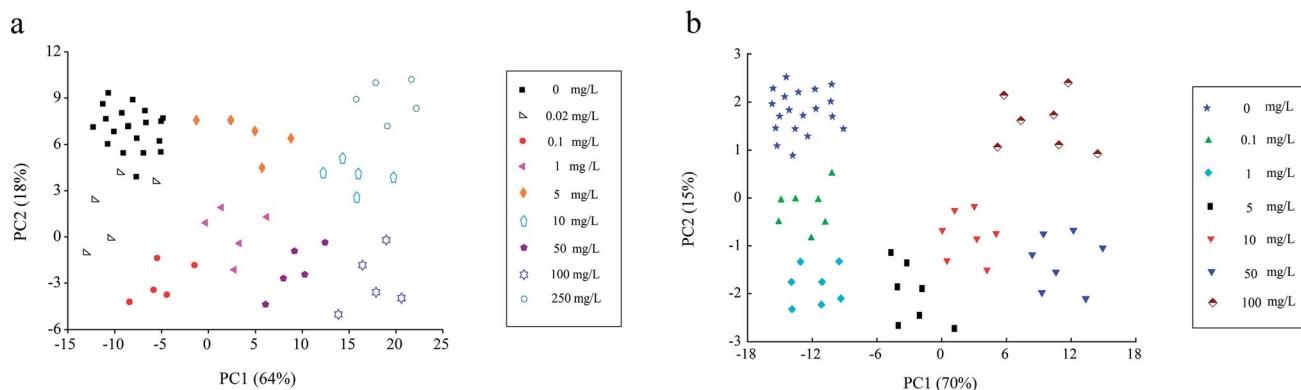 a
PC2 (18%)
12
9
6
3
0
-3
-6
-15 -10 -5 0 5 10 15 20 25
PC1 (64%)
0 mg/L
0.02 mg/L
0.1 mg/L
1 mg /L
5 mg/L
10 mg/L
50 mg/L
100 mg/L
250 mg/L
b
PC2 (15%)
3
2
1
0
-1
-2
-3
-18 -12 -6 0 6 12 18
PC1 (70%)
0 mg/L
0.1 mg/L
1 mg/L
5 mg/L
10 mg/L
50 mg/L
100 mg/L